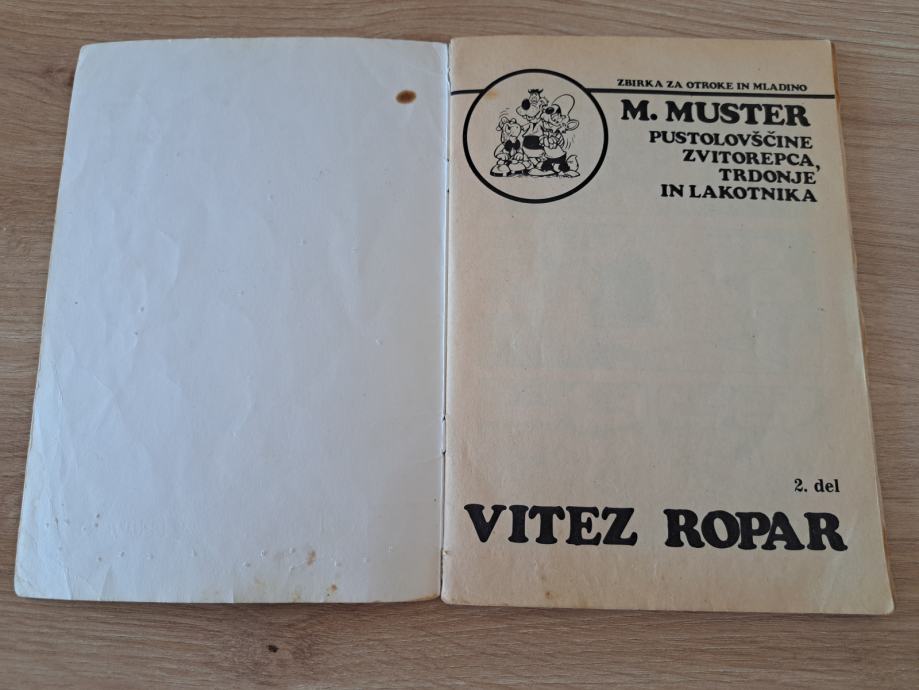 ZBIRKA ZA OTROKE IN MLADINO
M. MUSTER
PUSTOLOVŠČINE
ZVITOREPCA,
TRDONJE
IN LAKOTNIKA
2. del
VITEZ ROPAR